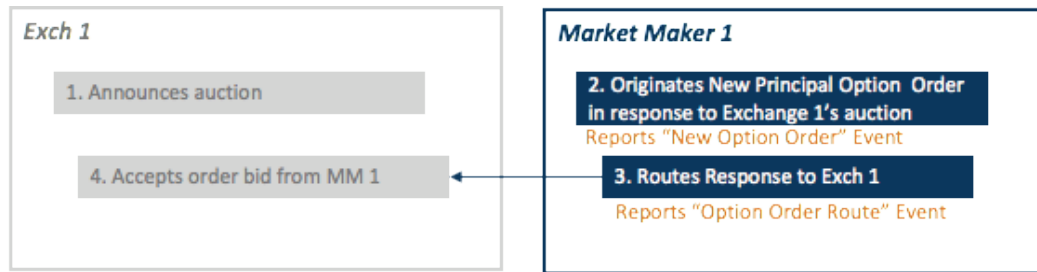 Exch 1
1. Announces auction
4. Accepts order bid from MM 1
Market Maker 1
2. Originates New Principal Option Order
in response to Exchange 1's auction
Reports “New Option Order” Event
3. Routes Response to Exch 1
Reports “Option Order Route” Event